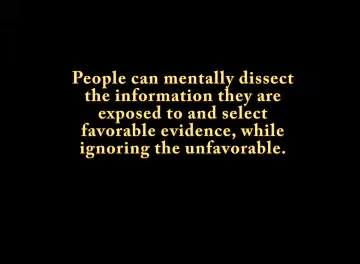 People can mentally dissect
the information they are
exposed to and select
favorable evidence, while
ignoring the unfavorable.